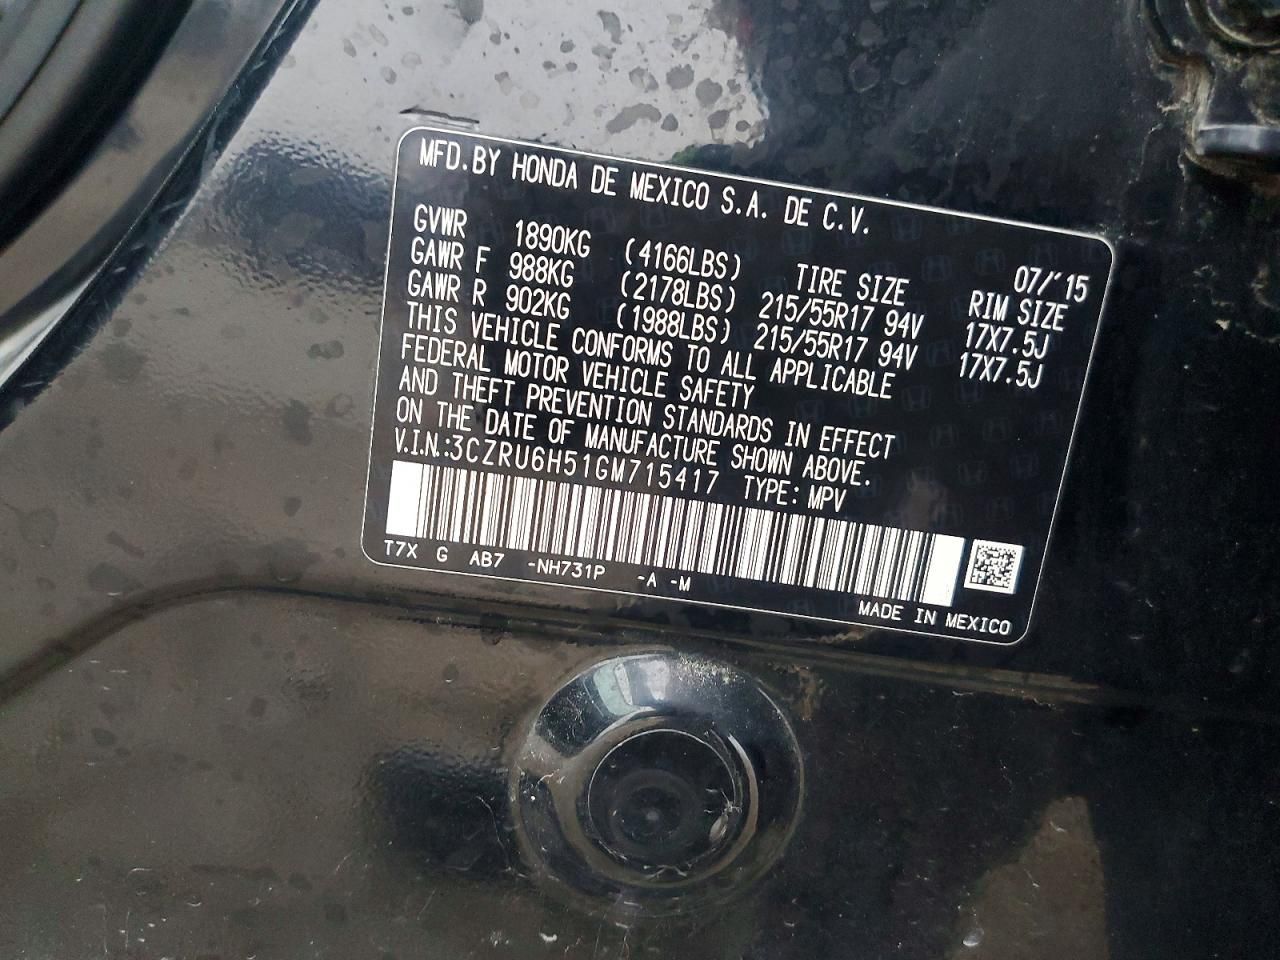 MFD.BY HONDA DE MEXICO S.A. DE C.V.
07/'15
GVWR 1890KG (4166LBS) TIRE SIZE RIM SIZE
GAWR F 988KG (2178LBS) 215/55R17 94V 17X7.5J
GAWR R 902KG (1988LBS) 215/55R17 94V 17X7.5J
THIS VEHICLE CONFORMS TO ALL APPLICABLE
FEDERAL MOTOR VEHICLE SAFETY
AND THEFT PREVENTION STANDARDS IN EFFECT
ON THE DATE OF MANUFACTURE SHOWN ABOVE.
V.I.N.:3CZRU6H51GM715417 TYPE: MPV
T7X G AB7 -NH731P -A -M
MADE IN MEXICO